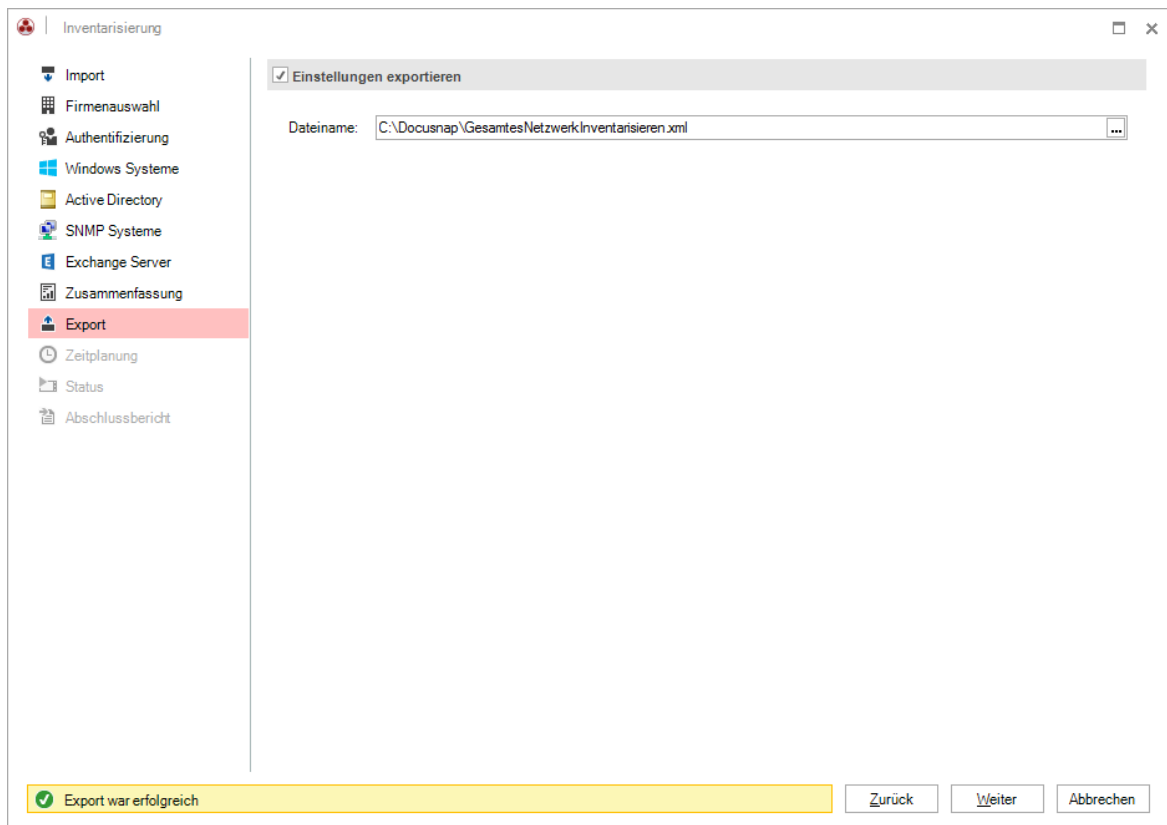 Inventarisierung
Import
Firmenauswahl
Authentifizierung
Windows Systeme
Active Directory
SNMP Systeme
Exchange Server
Zusammenfassung
Export
Zeitplanung
Status
Abschlussbericht
Einstellungen exportieren
Dateiname: C:\Docusnap\GesamtesNetzwerkInventarisieren.xml ...
Export war erfolgreich
Zurück Weiter Abbrechen